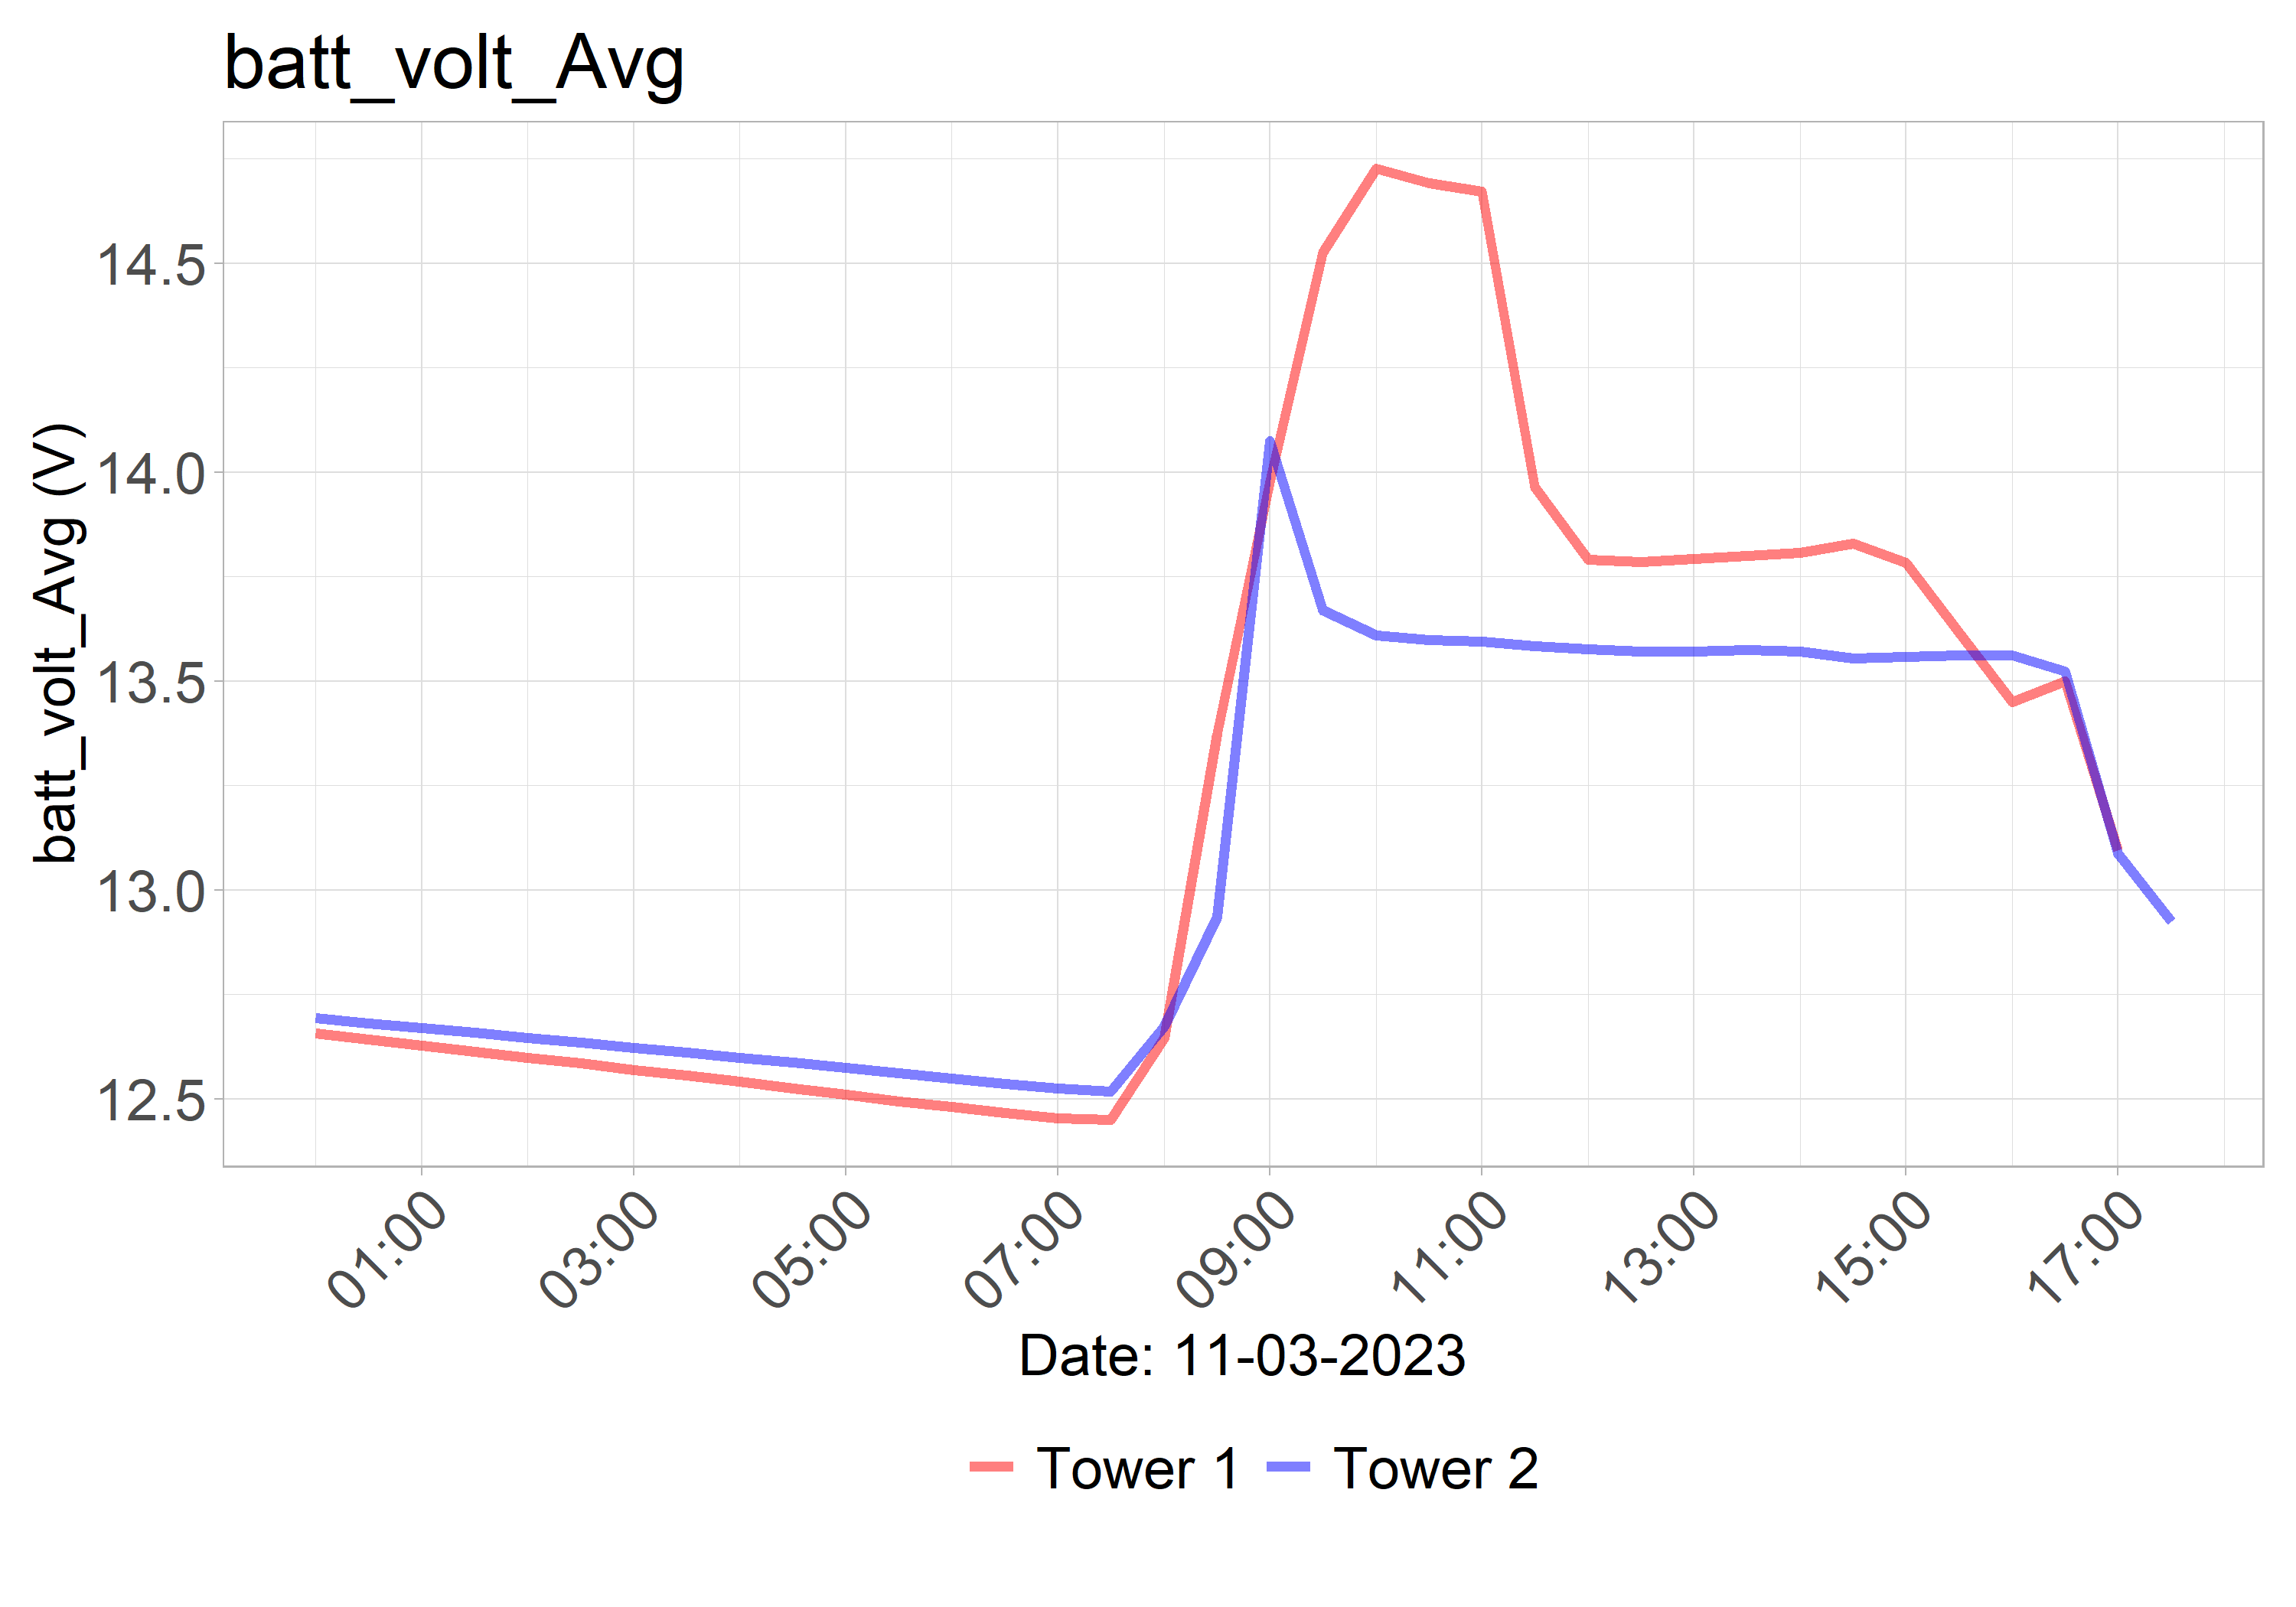 batt_volt_Avg
batt_volt_Avg (V)
14.5
14.0
13.5
13.0
12.5
01:00 03:00 05:00 07:00 09:00 11:00 13:00 15:00 17:00
Date: 11-03-2023
Tower 1 Tower 2